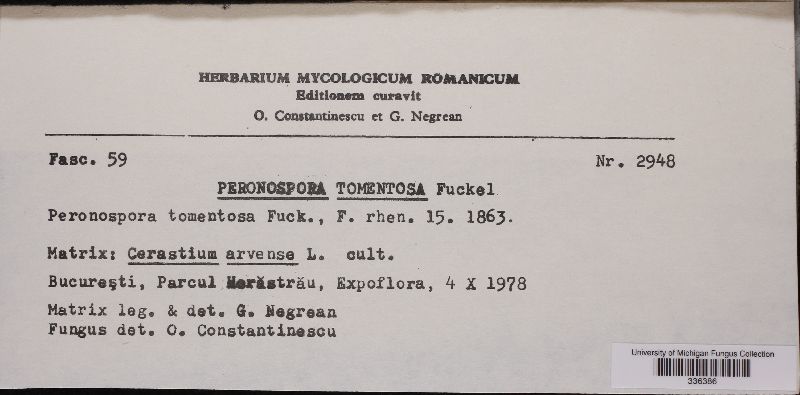 HERBARIUM MYCOLOGICUM ROMANICUM
Editionem curavit
O. Constantinescu et G. Negrean
Fasc. 59 Nr. 2948
PERONOSPORA TOMENTOSA Fuckel
Peronospora tomentosa Fuck., F. rhen. 15. 1863.
Matrix: Cerastium arvense L. cult.
Bucureşti, Parcul Herăstrău, Expoflora, 4 X 1978
Matrix leg. & det. G. Negrean
Fungus det. O. Constantinescu
University of Michigan Fungus Collection
336386